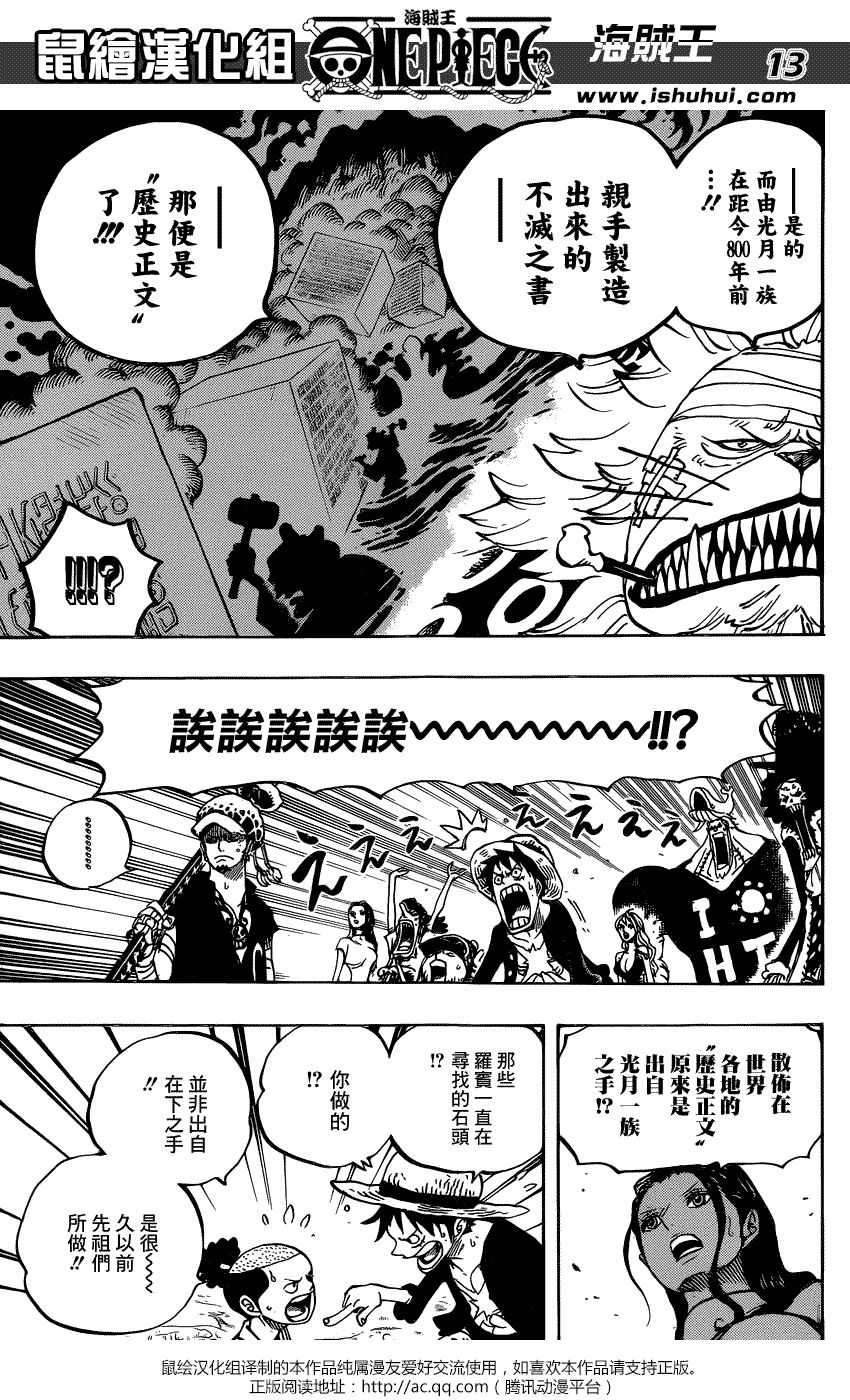 海賊王
鼠繪漢化組
ONE PIECE
海賊王
13
www.ishuhui.com
——是的
而由光月一族
在距今800年前
…!!
親手製造
出來的
不滅之書
——
——
那便是
“歷史正文”
了!!!
!!!?
誒誒誒誒誒~~~~~!!?
………
え え え え え え え
I
H T
散佈在
世界
各地的
“歷史正文”
原來是
出自
光月一族
之手!?
那些
羅賓一直在
尋找的石頭
!?
你做的
!?
並非出自
在下之手
!!
是很~~
久以前
先祖們
所做!!
鼠绘汉化组译制的本作品纯属漫友爱好交流使用，如喜欢本作品请支持正版。
正版阅读地址：http://ac.qq.com（腾讯动漫平台）